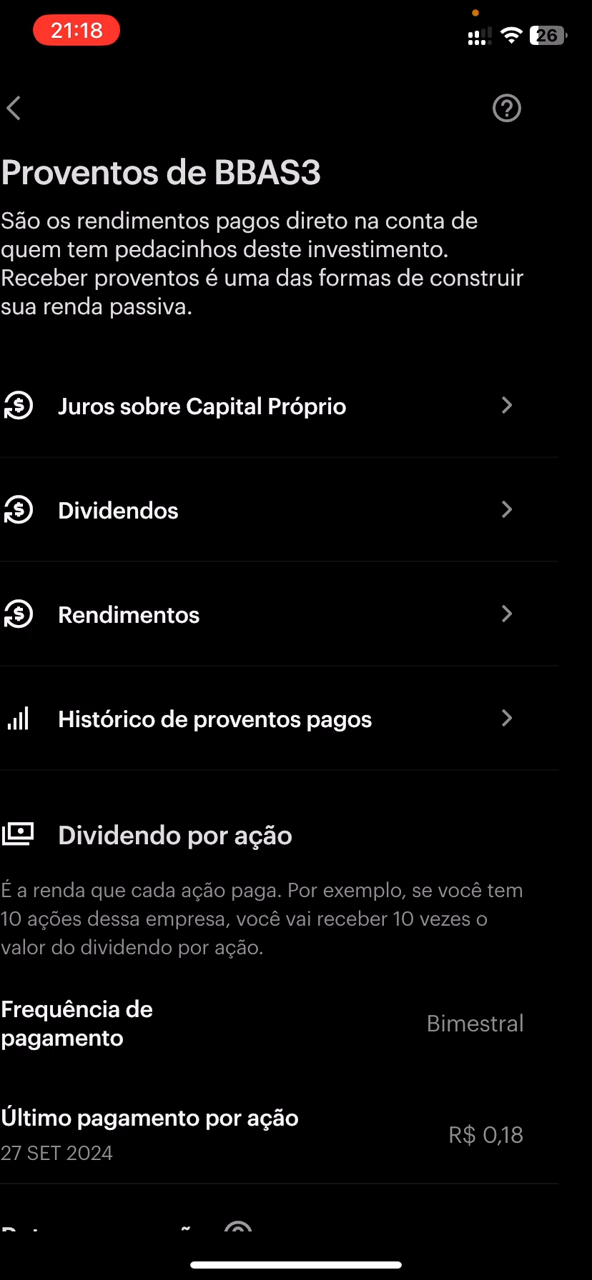 21:18
26
Proventos de BBAS3
São os rendimentos pagos direto na conta de
quem tem pedacinhos deste investimento.
Receber proventos é uma das formas de construir
sua renda passiva.
Juros sobre Capital Próprio
Dividendos
Rendimentos
Histórico de proventos pagos
Dividendo por ação
É a renda que cada ação paga. Por exemplo, se você tem
10 ações dessa empresa, você vai receber 10 vezes o
valor do dividendo por ação.
Frequência de
pagamento
Bimestral
Último pagamento por ação
R$ 0,18
27 SET 2024